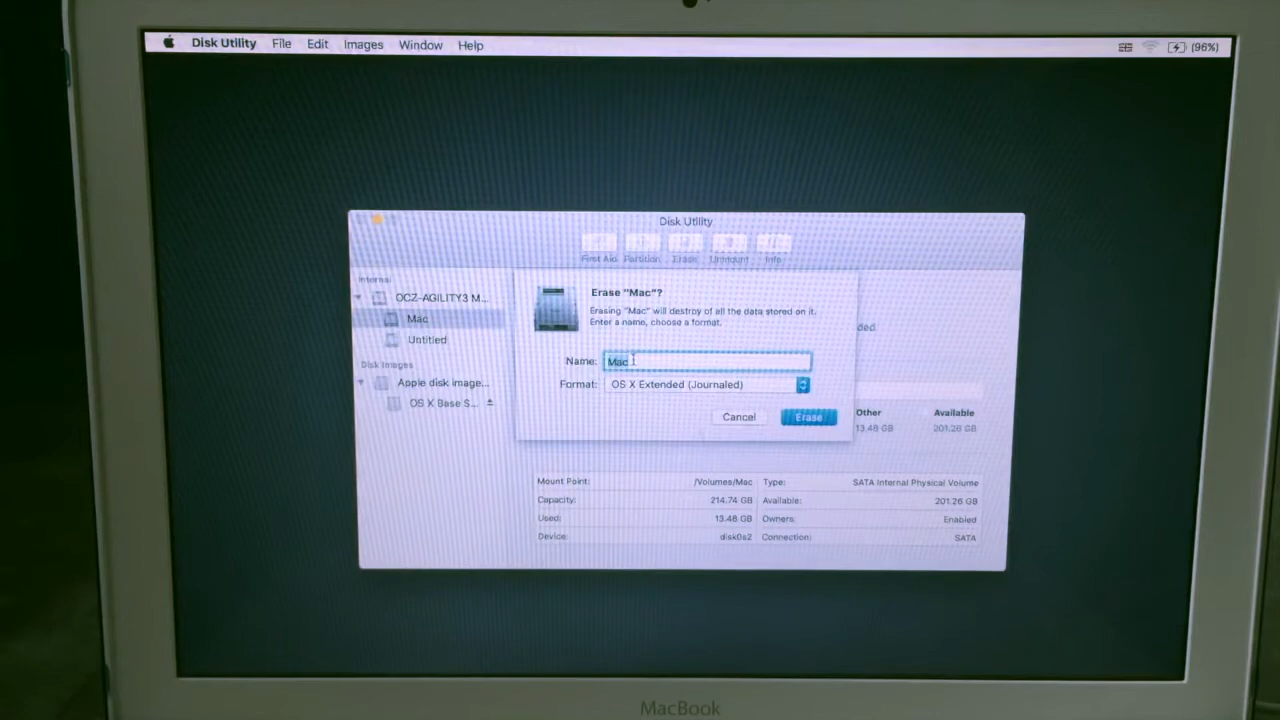 Disk Utility File Edit Images Window Help (96%)
Disk Utility
First Aid Partition Erase Unmount Info
Internal
OCZ-AGILITY3 M...
Mac
Untitled
Disk Images
Apple disk image...
OS X Base S...
Erase "Mac"?
Erasing "Mac" will destroy of all the data stored on it.
Enter a name, choose a format.
Name: Mac
Format: OS X Extended (Journaled)
Cancel Erase
ded
Other Available
13.48 GB 201.26 GB
Mount Point: /Volumes/Mac Type: SATA Internal Physical Volume
Capacity: 214.74 GB Available: 201.26 GB
Used: 13.48 GB Owners: Enabled
Device: disk0s2 Connection: SATA
MacBook